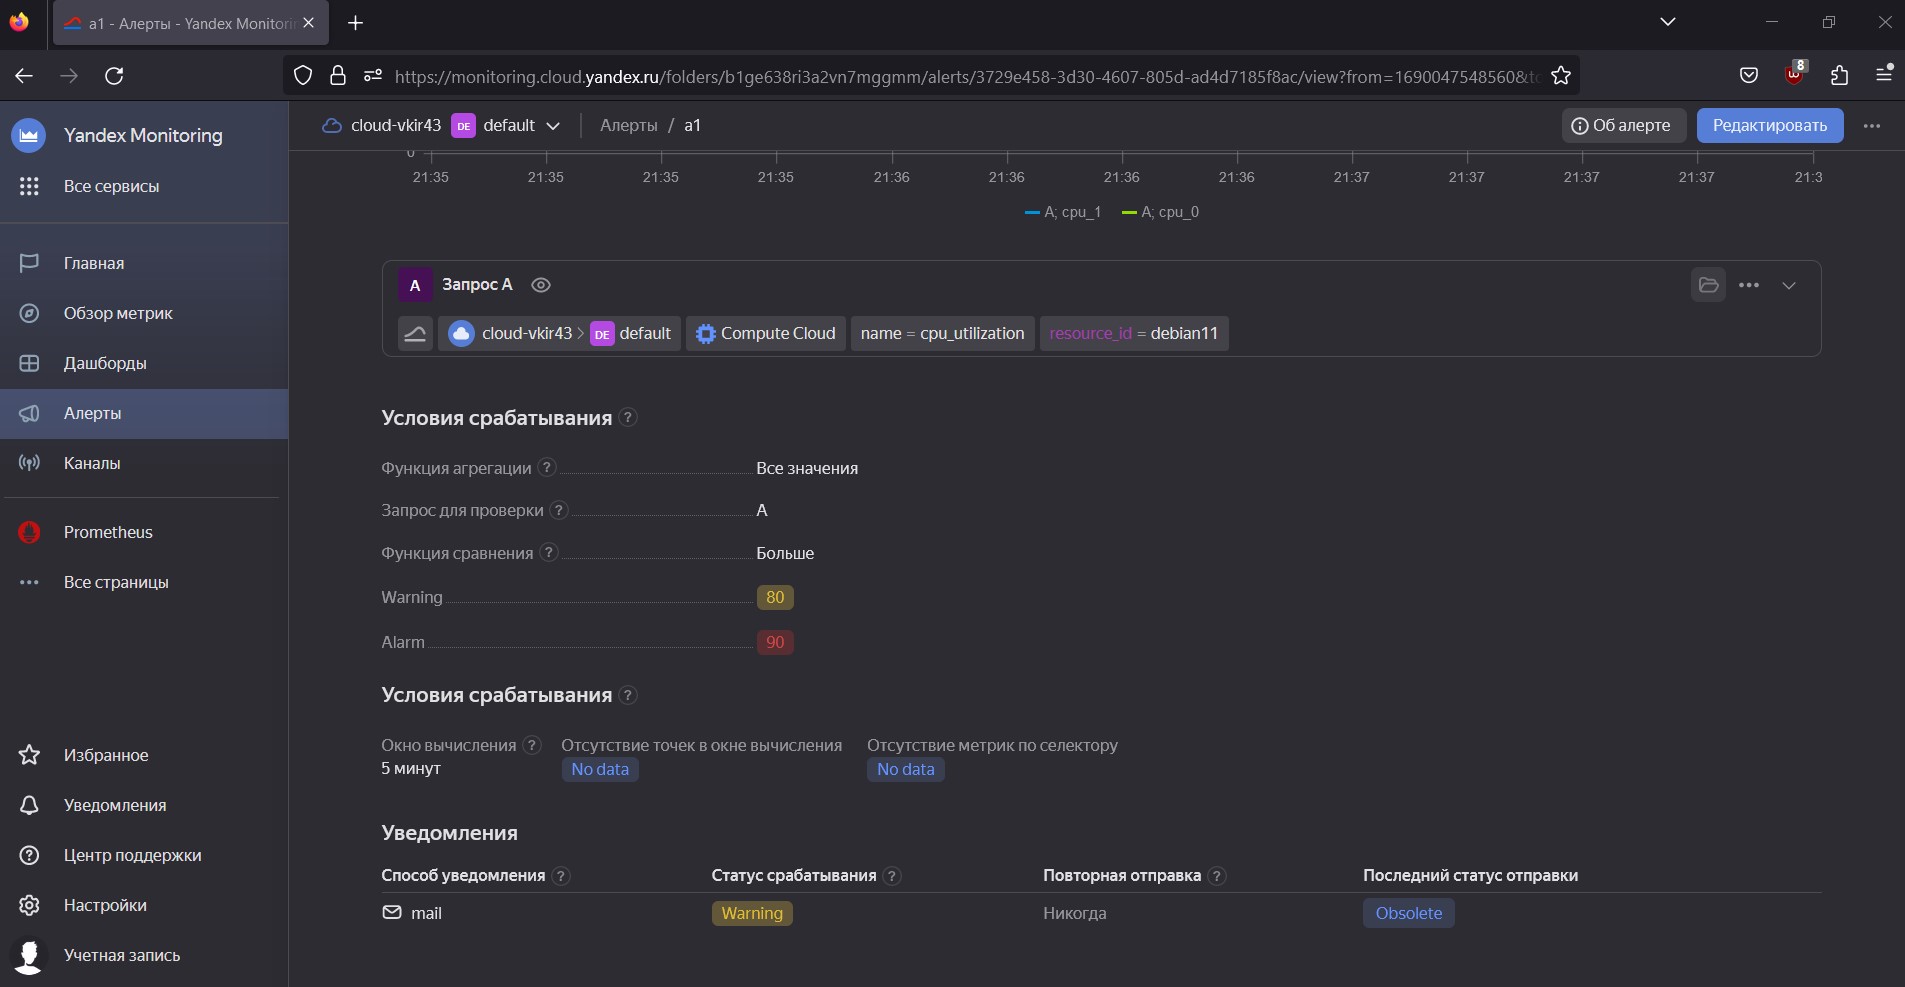 a1 - Алерты - Yandex Monitorin
https://monitoring.cloud.yandex.ru/folders/b1ge638ri3a2vn7mggmm/alerts/3729e458-3d30-4607-805d-ad4d7185f8ac/view?from=1690047548560&to
8
Yandex Monitoring
cloud-vkir43 DE default Алерты / a1
Об алерте
Редактировать
Все сервисы
Главная
Обзор метрик
Дашборды
Алерты
Каналы
Prometheus
Все страницы
Избранное
Уведомления
Центр поддержки
Настройки
Учетная запись
0
21:35 21:35 21:35 21:35 21:36 21:36 21:36 21:36 21:37 21:37 21:37 21:37 21:3
A; cpu_1 A; cpu_0
A Запрос A
cloud-vkir43 > DE default Compute Cloud name = cpu_utilization resource_id = debian11
Условия срабатывания ?
Функция агрегации ? Все значения
Запрос для проверки ? A
Функция сравнения ? Больше
Warning 80
Alarm 90
Условия срабатывания ?
Окно вычисления ? Отсутствие точек в окне вычисления Отсутствие метрик по селектору
5 минут No data No data
Уведомления
Способ уведомления ? Статус срабатывания ? Повторная отправка ? Последний статус отправки
mail Warning Никогда Obsolete